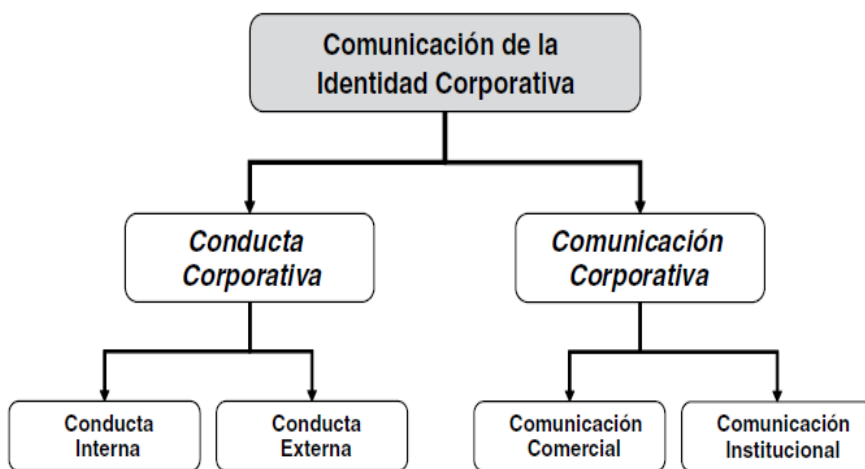 Comunicación de la
Identidad Corporativa
Conducta
Corporativa
Comunicación
Corporativa
Conducta
Interna
Conducta
Externa
Comunicación
Comercial
Comunicación
Institucional